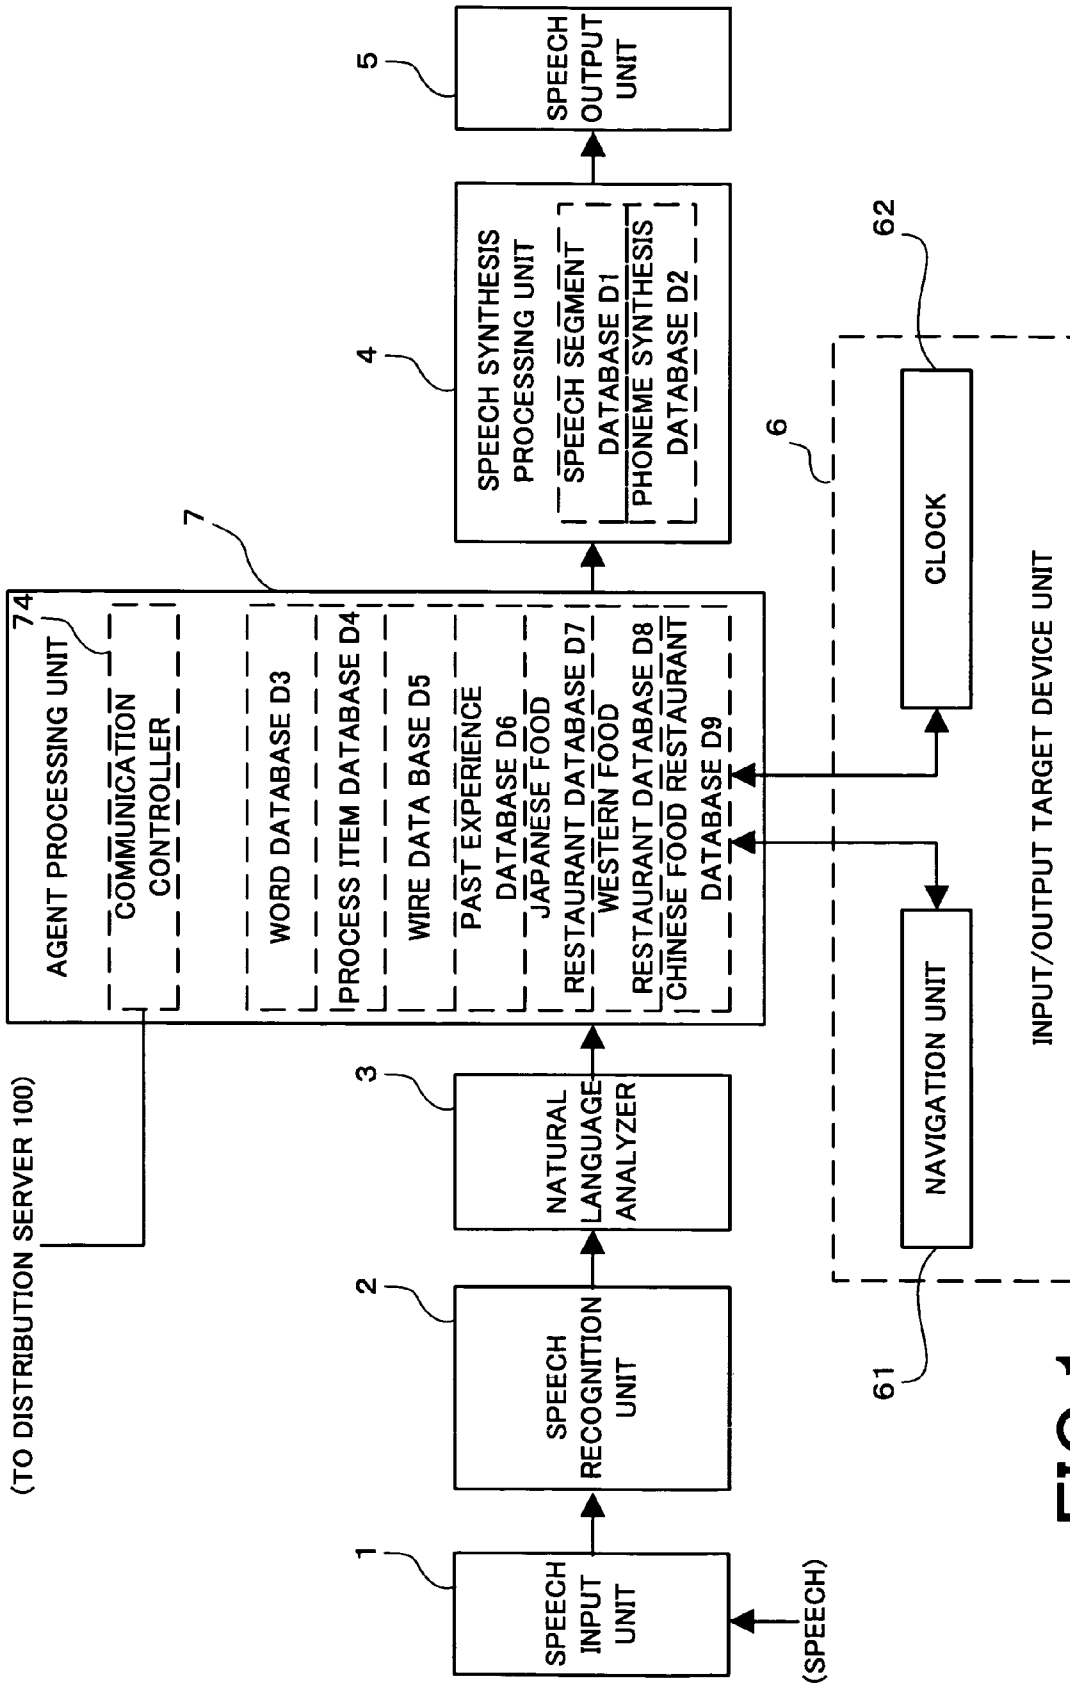 (TO DISTRIBUTION SERVER 100)
AGENT PROCESSING UNIT
74
COMMUNICATION
CONTROLLER
7
WORD DATABASE D3
PROCESS ITEM DATABASE D4
WIRE DATA BASE D5
PAST EXPERIENCE
DATABASE D6
JAPANESE FOOD
RESTAURANT DATABASE D7
WESTERN FOOD
RESTAURANT DATABASE D8
CHINESE FOOD RESTAURANT
DATABASE D9
1
SPEECH
INPUT
UNIT
(SPEECH)
2
SPEECH
RECOGNITION
UNIT
3
NATURAL
LANGUAGE
ANALYZER
4
SPEECH SYNTHESIS
PROCESSING UNIT
SPEECH SEGMENT
DATABASE D1
PHONEME SYNTHESIS
DATABASE D2
5
SPEECH
OUTPUT
UNIT
6
61
NAVIGATION UNIT
62
CLOCK
INPUT/OUTPUT TARGET DEVICE UNIT